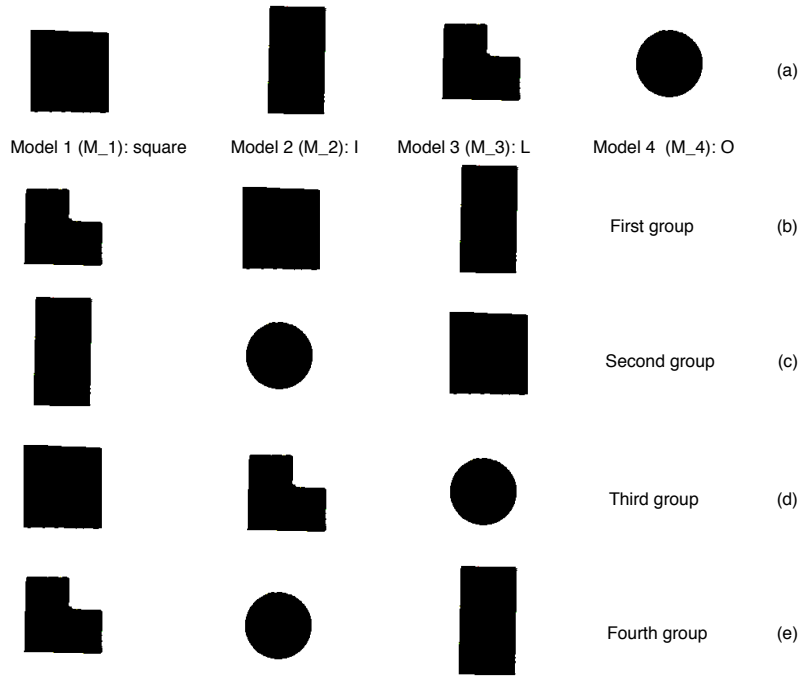 (a)
Model 1 (M_1): square Model 2 (M_2): I Model 3 (M_3): L Model 4 (M_4): O
First group (b)
Second group (c)
Third group (d)
Fourth group (e)